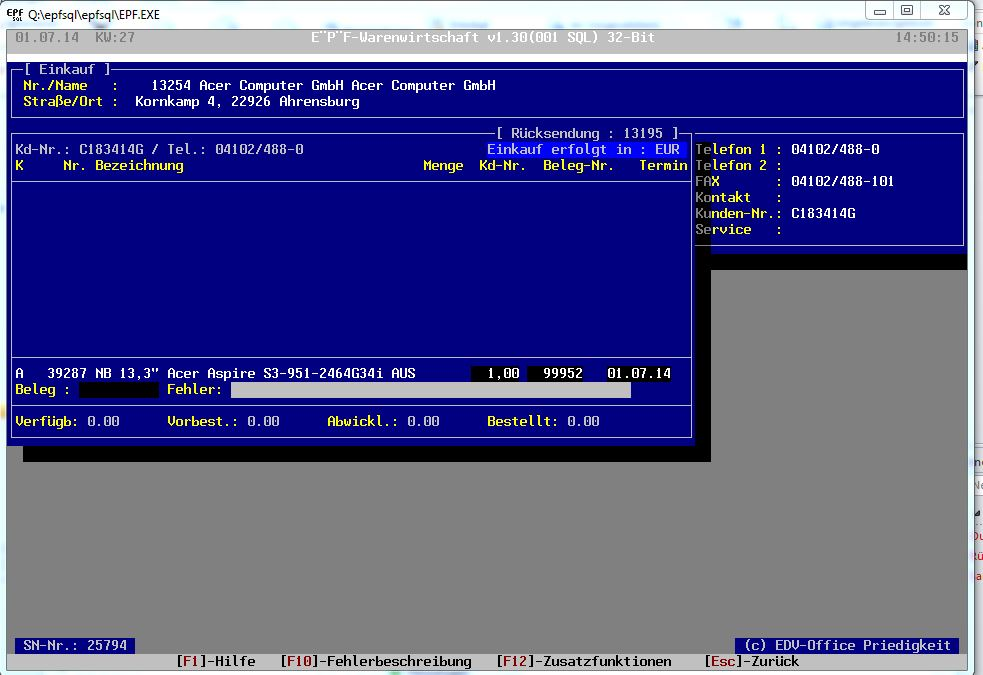 EPF SQL Q:\epfsql\epfsql\EPF.EXE
01.07.14 KW:27 E¨P¨F-Warenwirtschaft v1.30(001 SQL) 32-Bit 14:50:15
[ Einkauf ]
Nr./Name : 13254 Acer Computer GmbH Acer Computer GmbH
Straße/Ort : Kornkamp 4, 22926 Ahrensburg
[ Rücksendung : 13195 ]
Kd-Nr.: C183414G / Tel.: 04102/488-0 Einkauf erfolgt in : EUR
K Nr. Bezeichnung Menge Kd-Nr. Beleg-Nr. Termin
Telefon 1 : 04102/488-0
Telefon 2 :
FAX : 04102/488-101
Kontakt :
Kunden-Nr.: C183414G
Service :
A 39287 NB 13,3" Acer Aspire S3-951-2464G34i AUS 1,00 99952 01.07.14
Beleg : Fehler:
Verfügb: 0.00 Vorbest.: 0.00 Abwickl.: 0.00 Bestellt: 0.00
SN-Nr.: 25794 (c) EDV-Office Priedigkeit
[F1]-Hilfe [F10]-Fehlerbeschreibung [F12]-Zusatzfunktionen [Esc]-Zurück